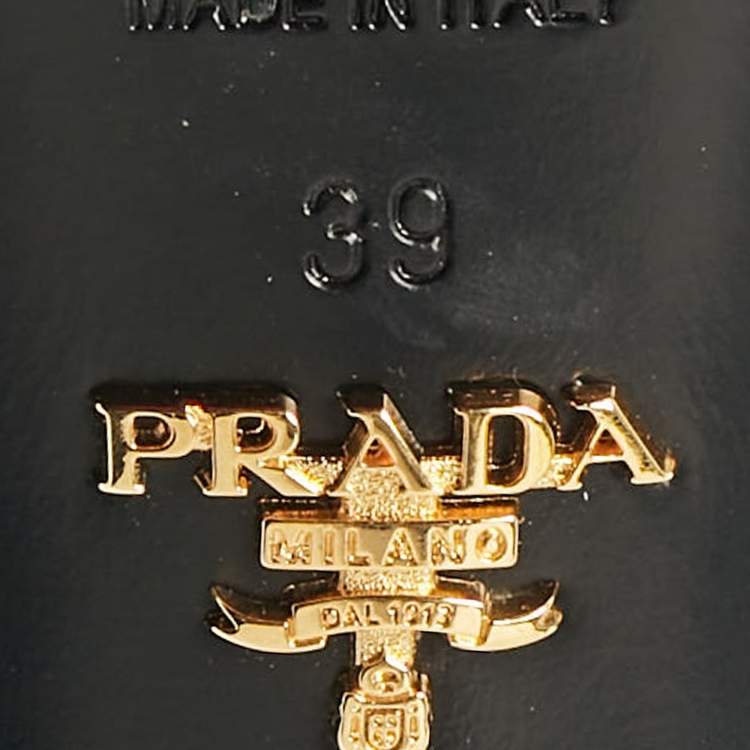 MADE IN ITALY
39
PRADA
MILANO
DAL 1913